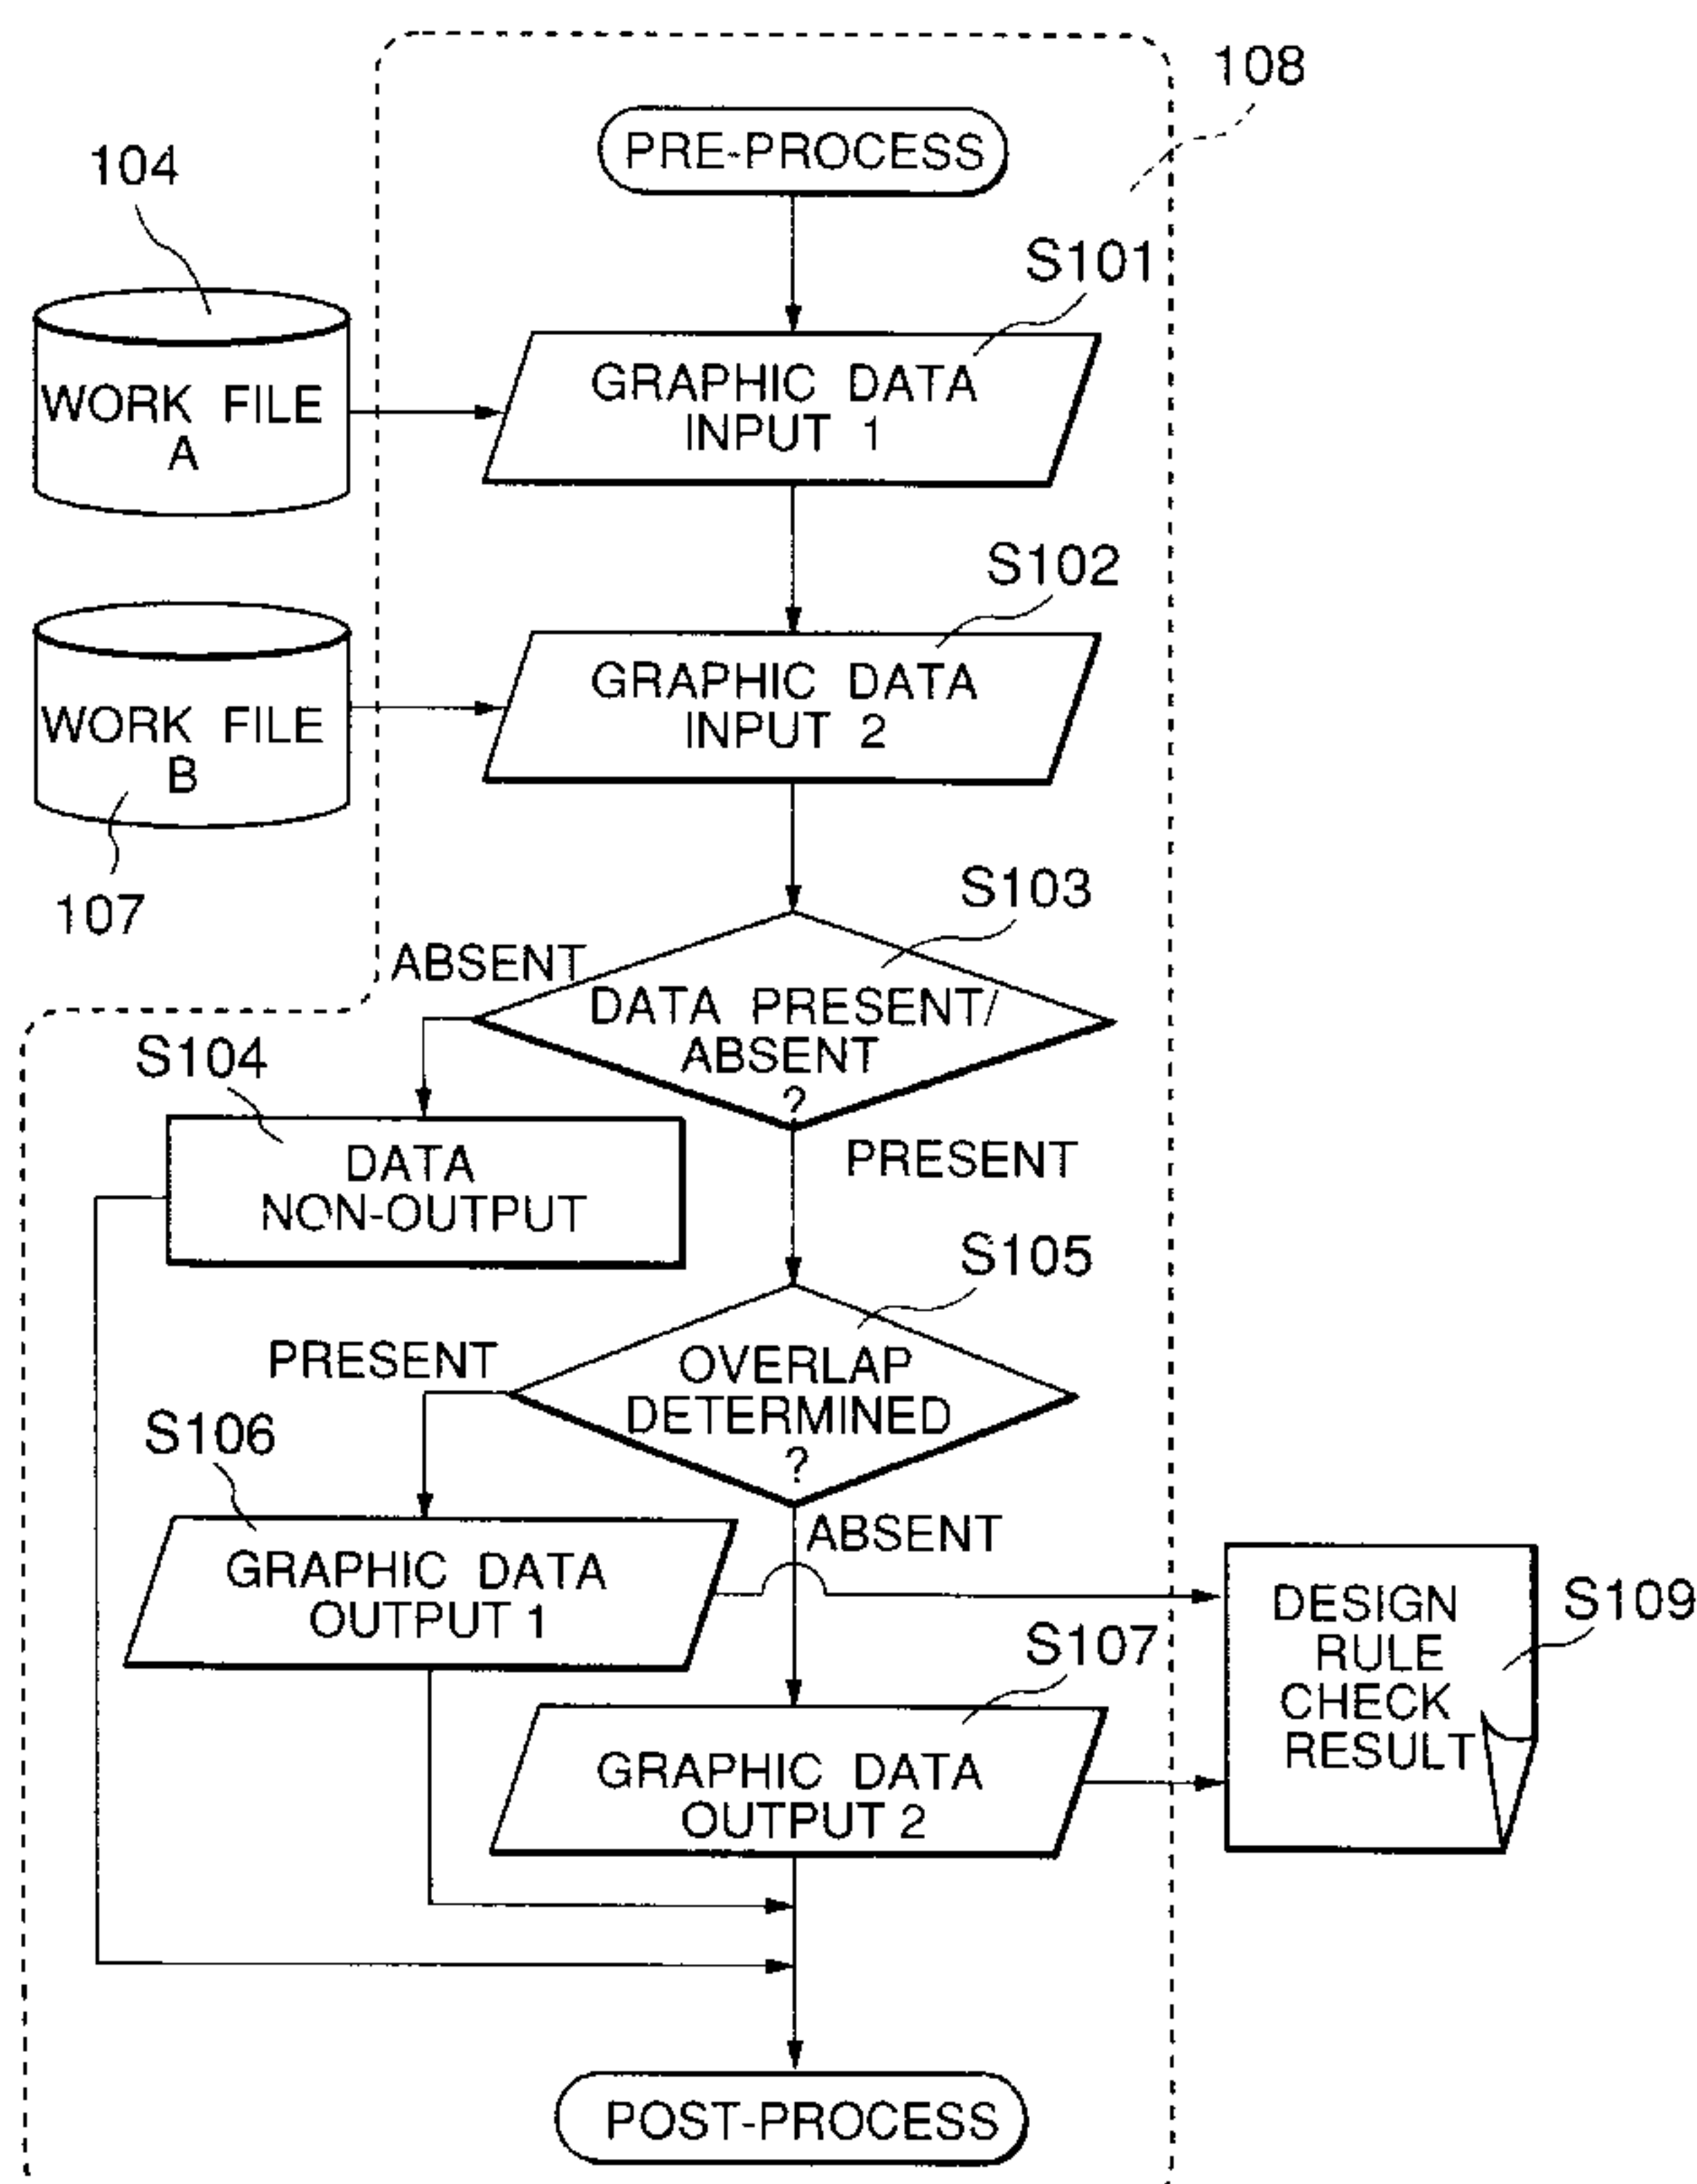 108
PRE-PROCESS
104
S101
WORK FILE
A
GRAPHIC DATA
INPUT 1
S102
WORK FILE
B
107
GRAPHIC DATA
INPUT 2
S103
ABSENT
DATA PRESENT/
ABSENT
?
S104
DATA
NON-OUTPUT
PRESENT
S105
PRESENT
OVERLAP
DETERMINED
?
S106
ABSENT
GRAPHIC DATA
OUTPUT 1
DESIGN
RULE
CHECK
RESULT
S109
S107
GRAPHIC DATA
OUTPUT 2
POST-PROCESS